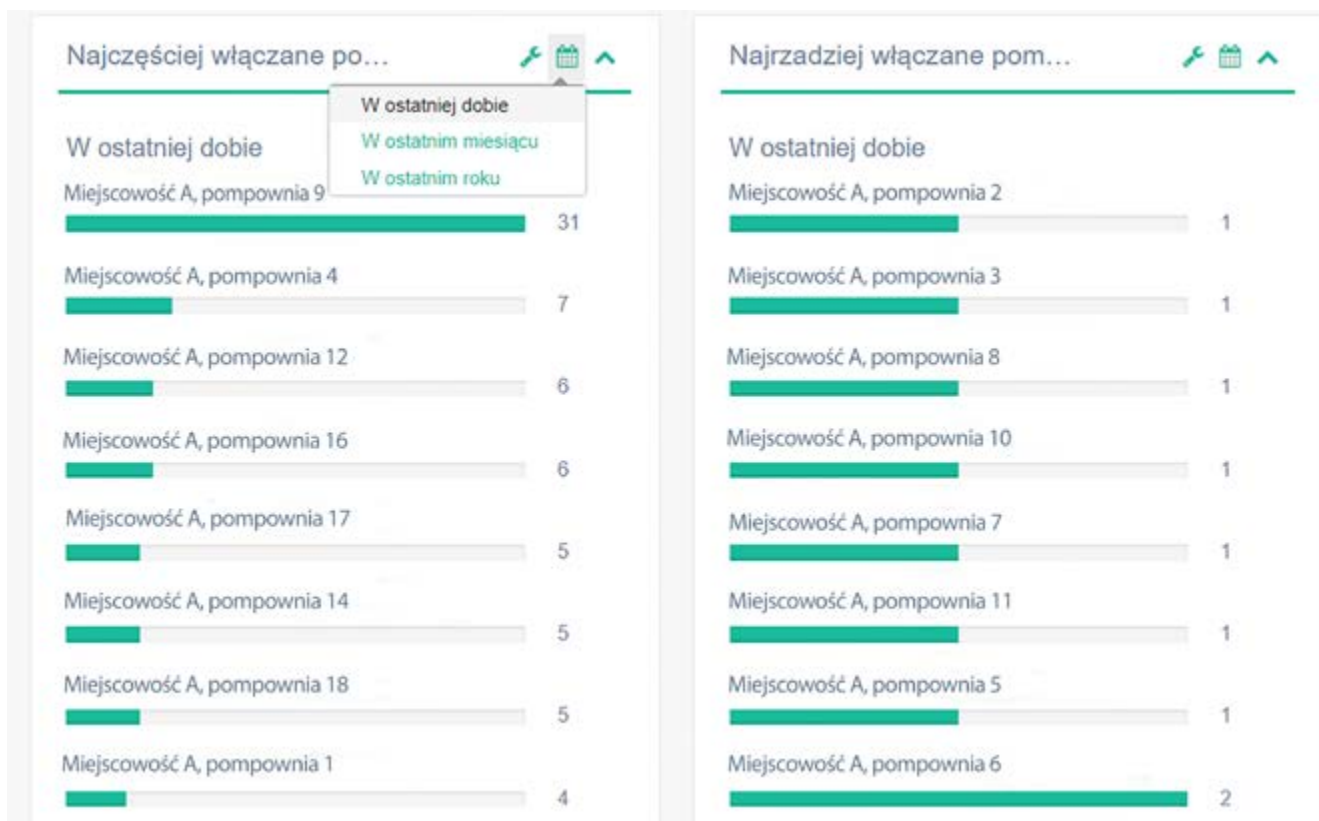 Najczęściej włączane po...
W ostatniej dobie
W ostatnim miesiącu
W ostatnim roku
W ostatniej dobie
Miejscowość A, pompownia 9
31
Miejscowość A, pompownia 4
7
Miejscowość A, pompownia 12
6
Miejscowość A, pompownia 16
6
Miejscowość A, pompownia 17
5
Miejscowość A, pompownia 14
5
Miejscowość A, pompownia 18
5
Miejscowość A, pompownia 1
4
Najrzadziej włączane pom...
W ostatniej dobie
Miejscowość A, pompownia 2
1
Miejscowość A, pompownia 3
1
Miejscowość A, pompownia 8
1
Miejscowość A, pompownia 10
1
Miejscowość A, pompownia 7
1
Miejscowość A, pompownia 11
1
Miejscowość A, pompownia 5
1
Miejscowość A, pompownia 6
2